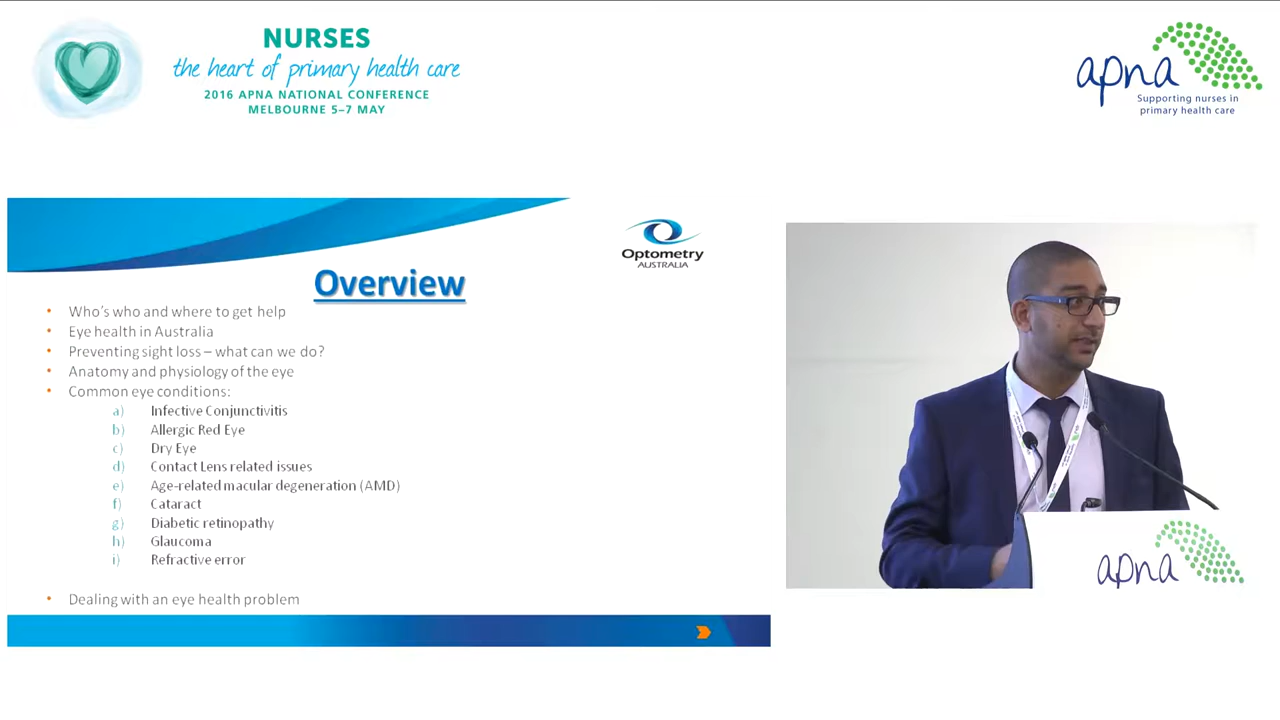 NURSES
the heart of primary health care
2016 APNA NATIONAL CONFERENCE
MELBOURNE 5–7 MAY
apna
Supporting nurses in
primary health care
Optometry
AUSTRALIA
Overview
• Who's who and where to get help
• Eye health in Australia
• Preventing sight loss – what can we do?
• Anatomy and physiology of the eye
• Common eye conditions:
a) Infective Conjunctivitis
b) Allergic Red Eye
c) Dry Eye
d) Contact Lens related issues
e) Age-related macular degeneration (AMD)
f) Cataract
g) Diabetic retinopathy
h) Glaucoma
i) Refractive error
• Dealing with an eye health problem
apna